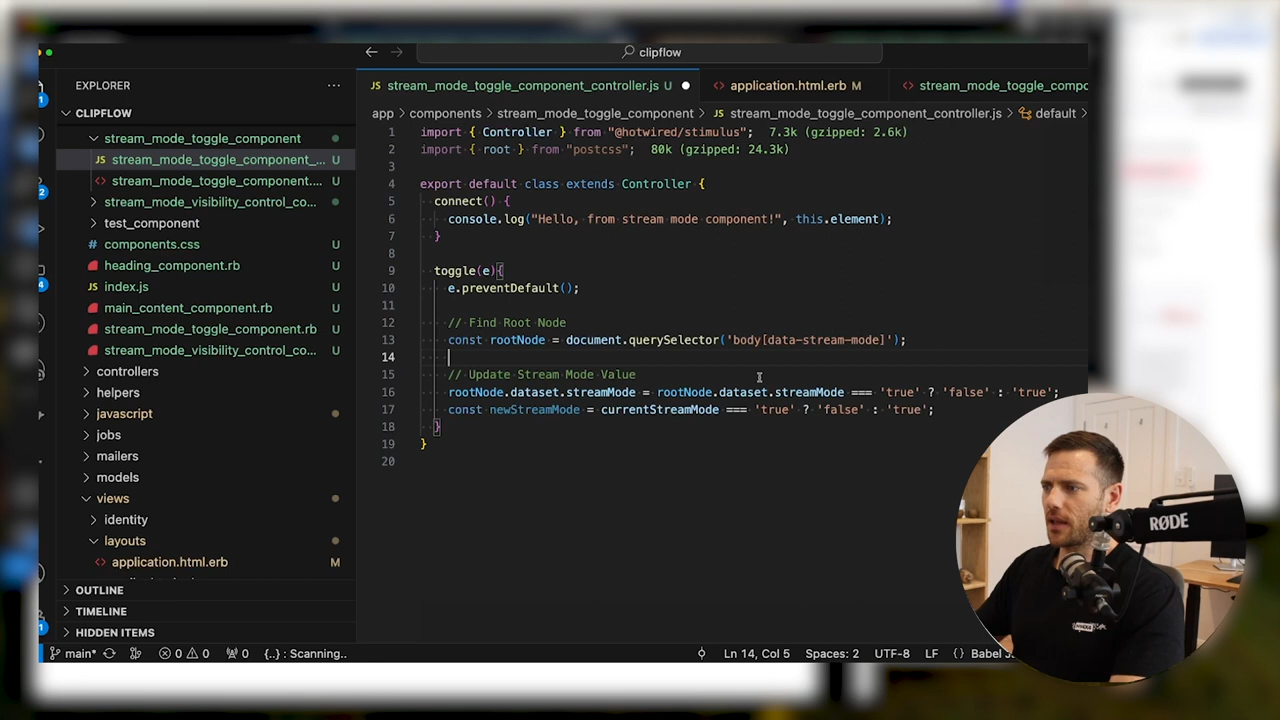 clipflow
EXPLORER
stream_mode_toggle_component_controller.js U
application.html.erb M
stream_mode_toggle_compo
CLIPFLOW
app > components > stream_mode_toggle_component > stream_mode_toggle_component_controller.js > default >
stream_mode_toggle_component
stream_mode_toggle_component_... U
stream_mode_toggle_component.... U
stream_mode_visibility_control_co...
test_component
components.css U
heading_component.rb U
index.js U
main_content_component.rb U
stream_mode_toggle_component.rb U
stream_mode_visibility_control_co... U
controllers
helpers
javascript
jobs
mailers
models
views
identity
layouts
application.html.erb M
OUTLINE
TIMELINE
HIDDEN ITEMS
1 import { Controller } from "@hotwired/stimulus"; 7.3k (gzipped: 2.6k)
2 import { root } from "postcss"; 80k (gzipped: 24.3k)
3
4 export default class extends Controller {
5 connect() {
6 console.log("Hello, from stream mode component!", this.element);
7 }
8
9 toggle(e){
10 e.preventDefault();
11
12 // Find Root Node
13 const rootNode = document.querySelector('body[data-stream-mode]');
14
15 // Update Stream Mode Value
16 rootNode.dataset.streamMode = rootNode.dataset.streamMode === 'true' ? 'false' : 'true';
17 const newStreamMode = currentStreamMode === 'true' ? 'false' : 'true';
18 }
19 }
20
RØDE
main* 0 0 0 {..} : Scanning.. Ln 14, Col 5 Spaces: 2 UTF-8 LF {} Babel